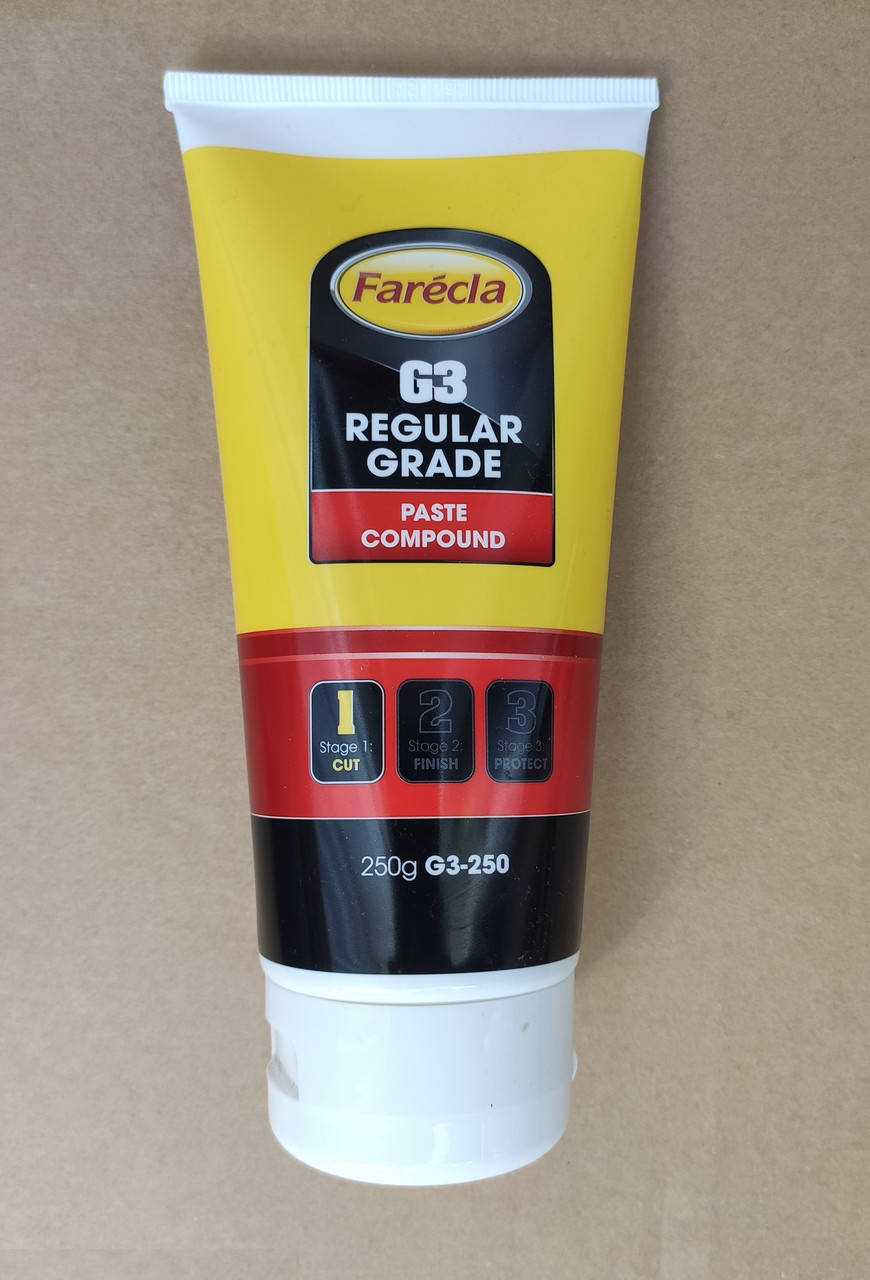 Farécla
G3
REGULAR
GRADE
PASTE
COMPOUND
1 2 3
Stage 1: Stage 2: Stage 3:
CUT FINISH PROTECT
250g G3-250